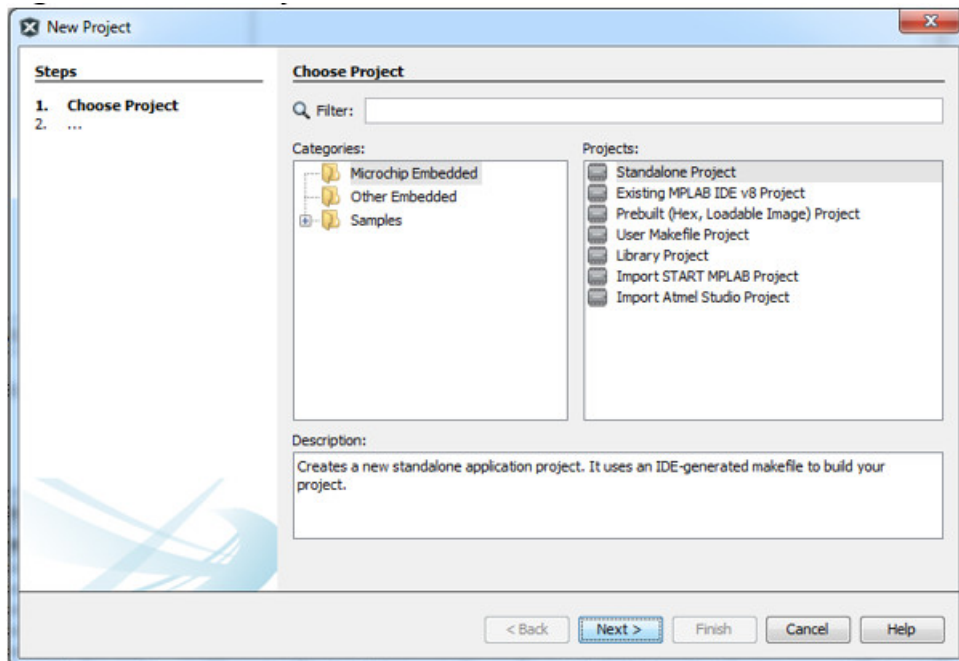 New Project
Steps
1. Choose Project
2. ...
Choose Project
Filter:
Categories:
Microchip Embedded
Other Embedded
Samples
Projects:
Standalone Project
Existing MPLAB IDE v8 Project
Prebuilt (Hex, Loadable Image) Project
User Makefile Project
Library Project
Import START MPLAB Project
Import Atmel Studio Project
Description:
Creates a new standalone application project. It uses an IDE-generated makefile to build your
project.
< Back
Next >
Finish
Cancel
Help